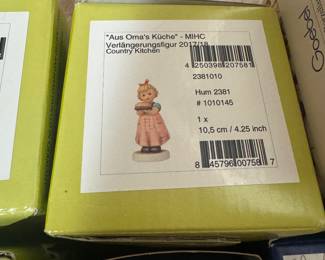 "Aus Oma's Küche" - MIHC
Verlängerungsfigur 2017/18
Country Kitchen
4 250398 207581
2381010
Hum 2381
# 1010145
1 x
10,5 cm / 4.25 inch
8 45796 00758 7
Goebel